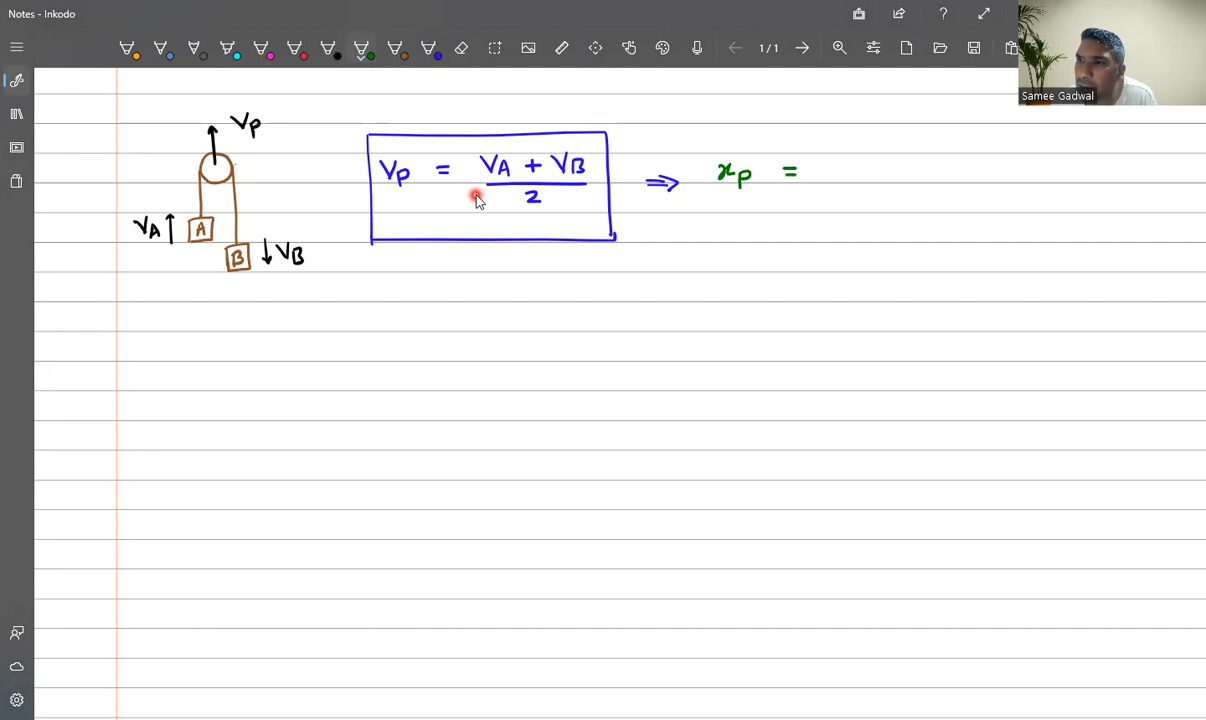 Notes - Inkodo
1/1
Samee Gadwal
VP
VP = VA + VB
2
⇒ xP =
VA ↑ A
B ↓ VB